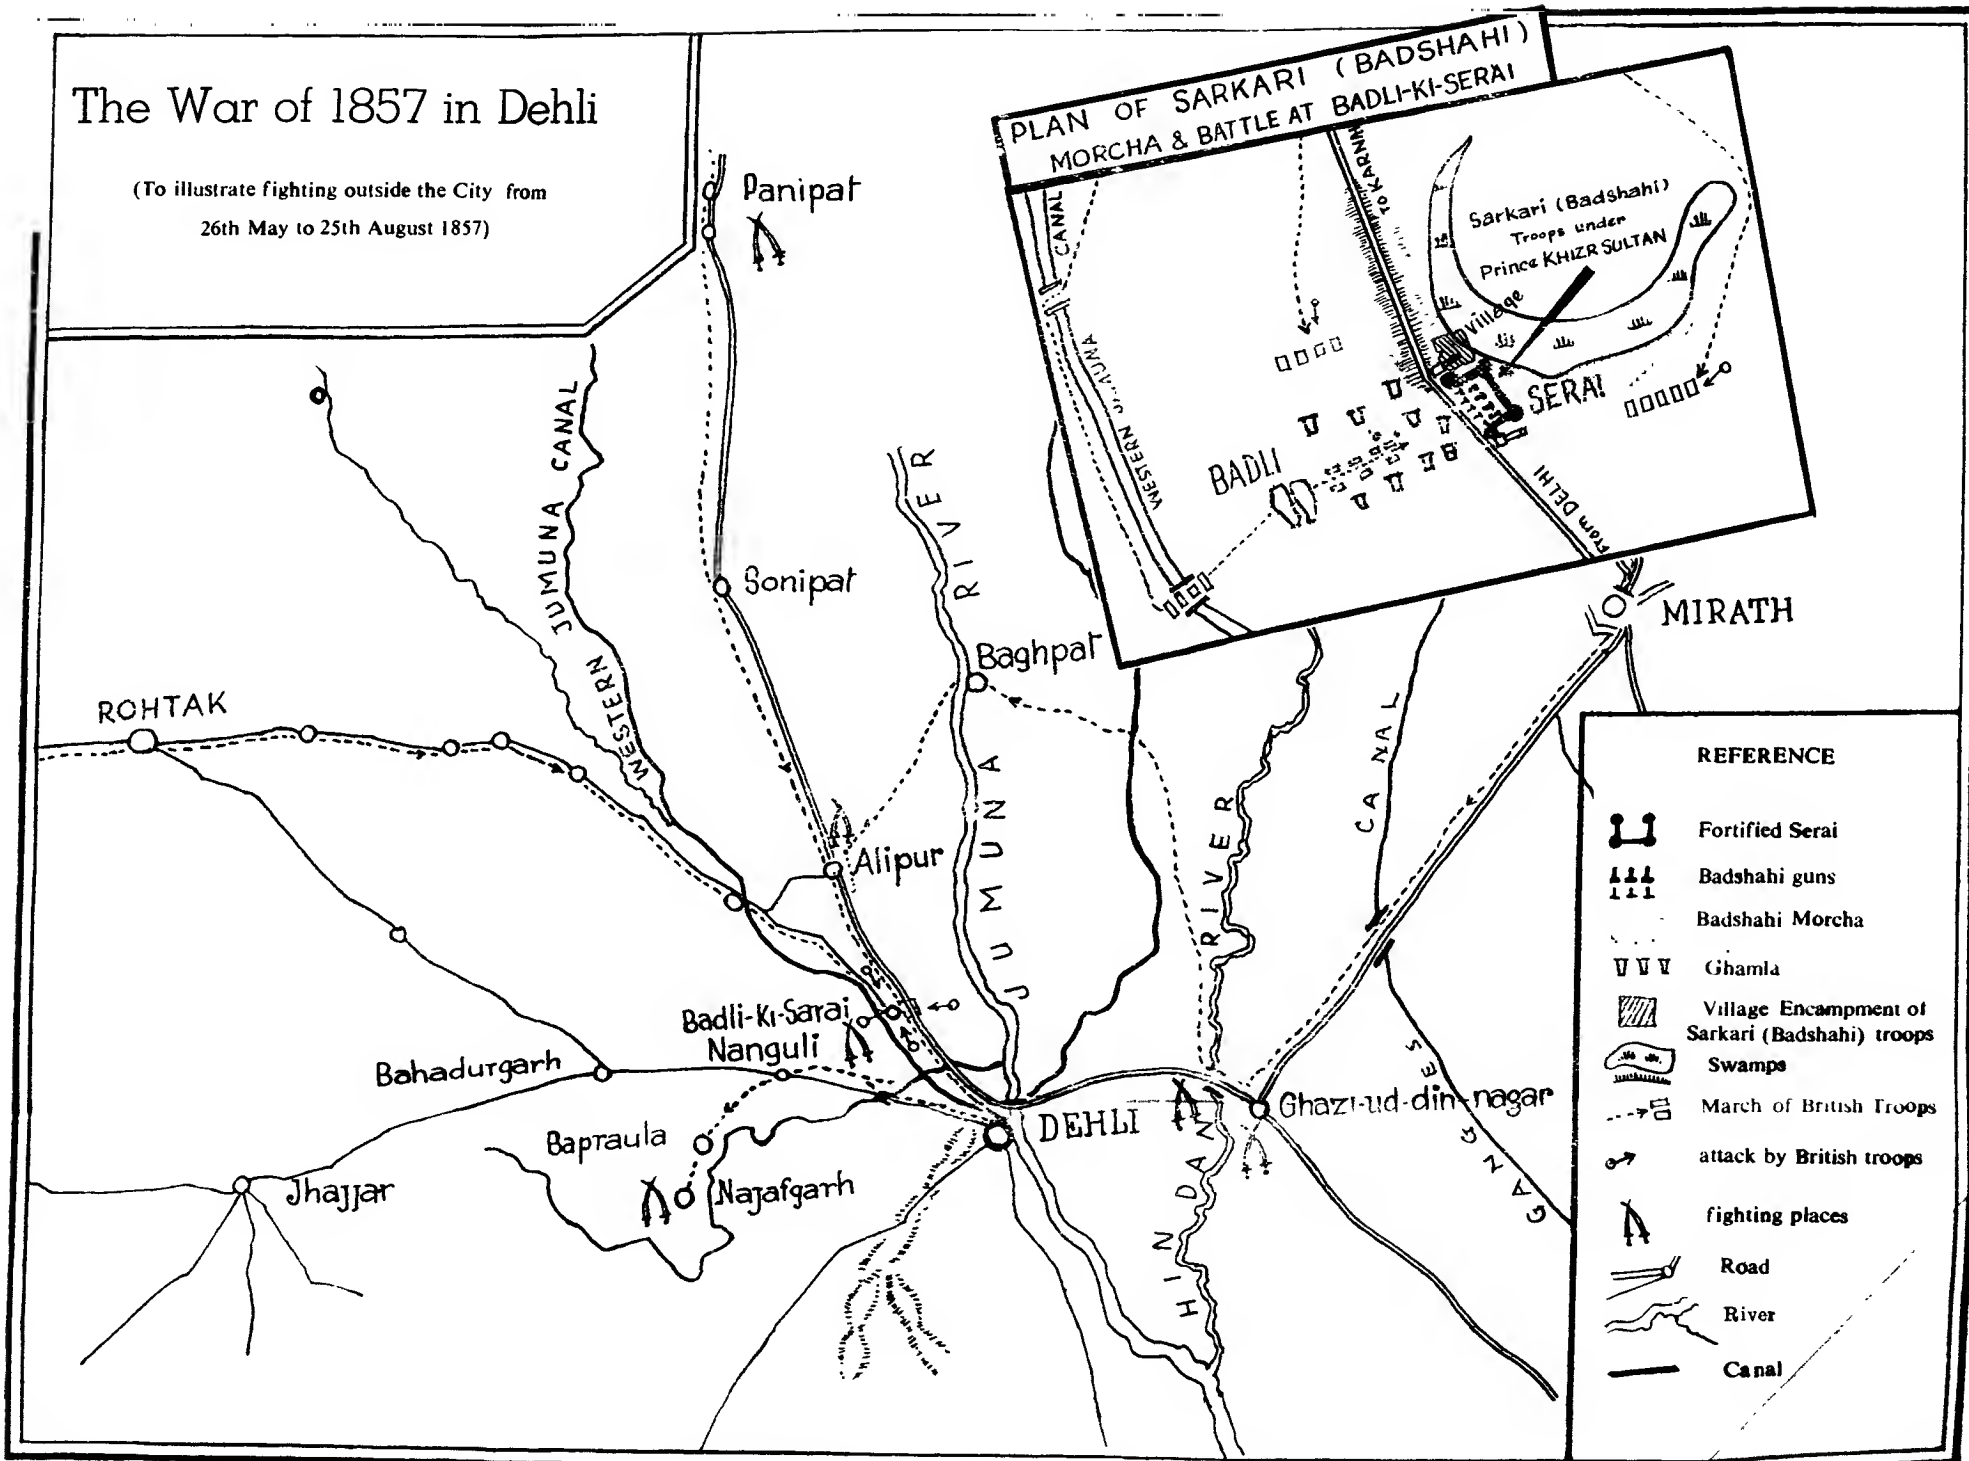 The War of 1857 in Dehli
(To illustrate fighting outside the City from
26th May to 25th August 1857)
PLAN OF SARKARI (BADSHAHI)
MORCHA & BATTLE AT BADLI-KI-SERAI
CANAL
WESTERN
TO KARNN
Sarkari (Badshahi)
Troops under
Prince KHIZR SULTAN
village
SERAI
BADLI
From DELHI
Panipat
Sonipat
WESTERN JUMUNA CANAL
JUMUNA RIVER
Baghpat
MIRATH
ROHTAK
Alipur
HINDAN RIVER
GANGES CANAL
Badli-Ki-Sarai
Nanguli
Bahadurgarh
Bapraula
Najafgarh
Jhajjar
DEHLI
Ghazi-ud-din-nagar
REFERENCE
Fortified Serai
Badshahi guns
Badshahi Morcha
Ghamla
Village Encampment of
Sarkari (Badshahi) troops
Swamps
March of British Troops
attack by British troops
fighting places
Road
River
Canal